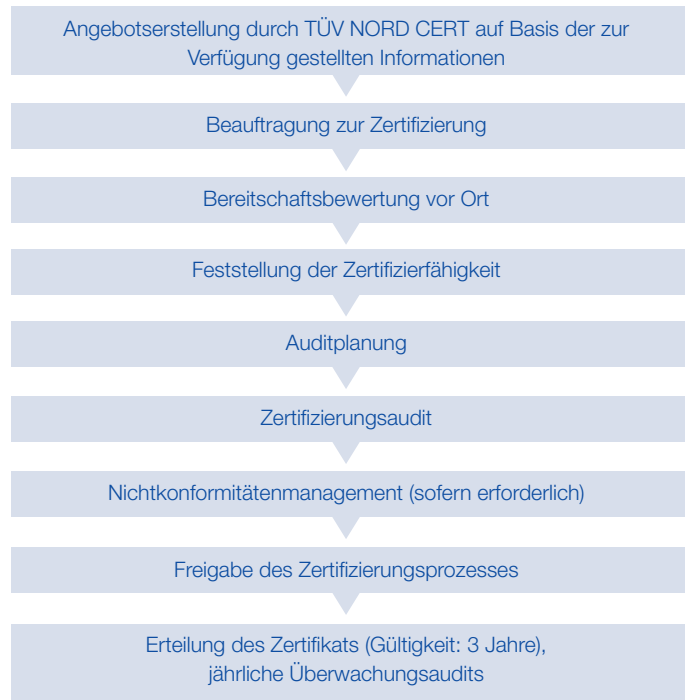 Angebotserstellung durch TÜV NORD CERT auf Basis der zur
Verfügung gestellten Informationen
Beauftragung zur Zertifizierung
Bereitschaftsbewertung vor Ort
Feststellung der Zertifizierfähigkeit
Auditplanung
Zertifizierungsaudit
Nichtkonformitätenmanagement (sofern erforderlich)
Freigabe des Zertifizierungsprozesses
Erteilung des Zertifikats (Gültigkeit: 3 Jahre),
jährliche Überwachungsaudits